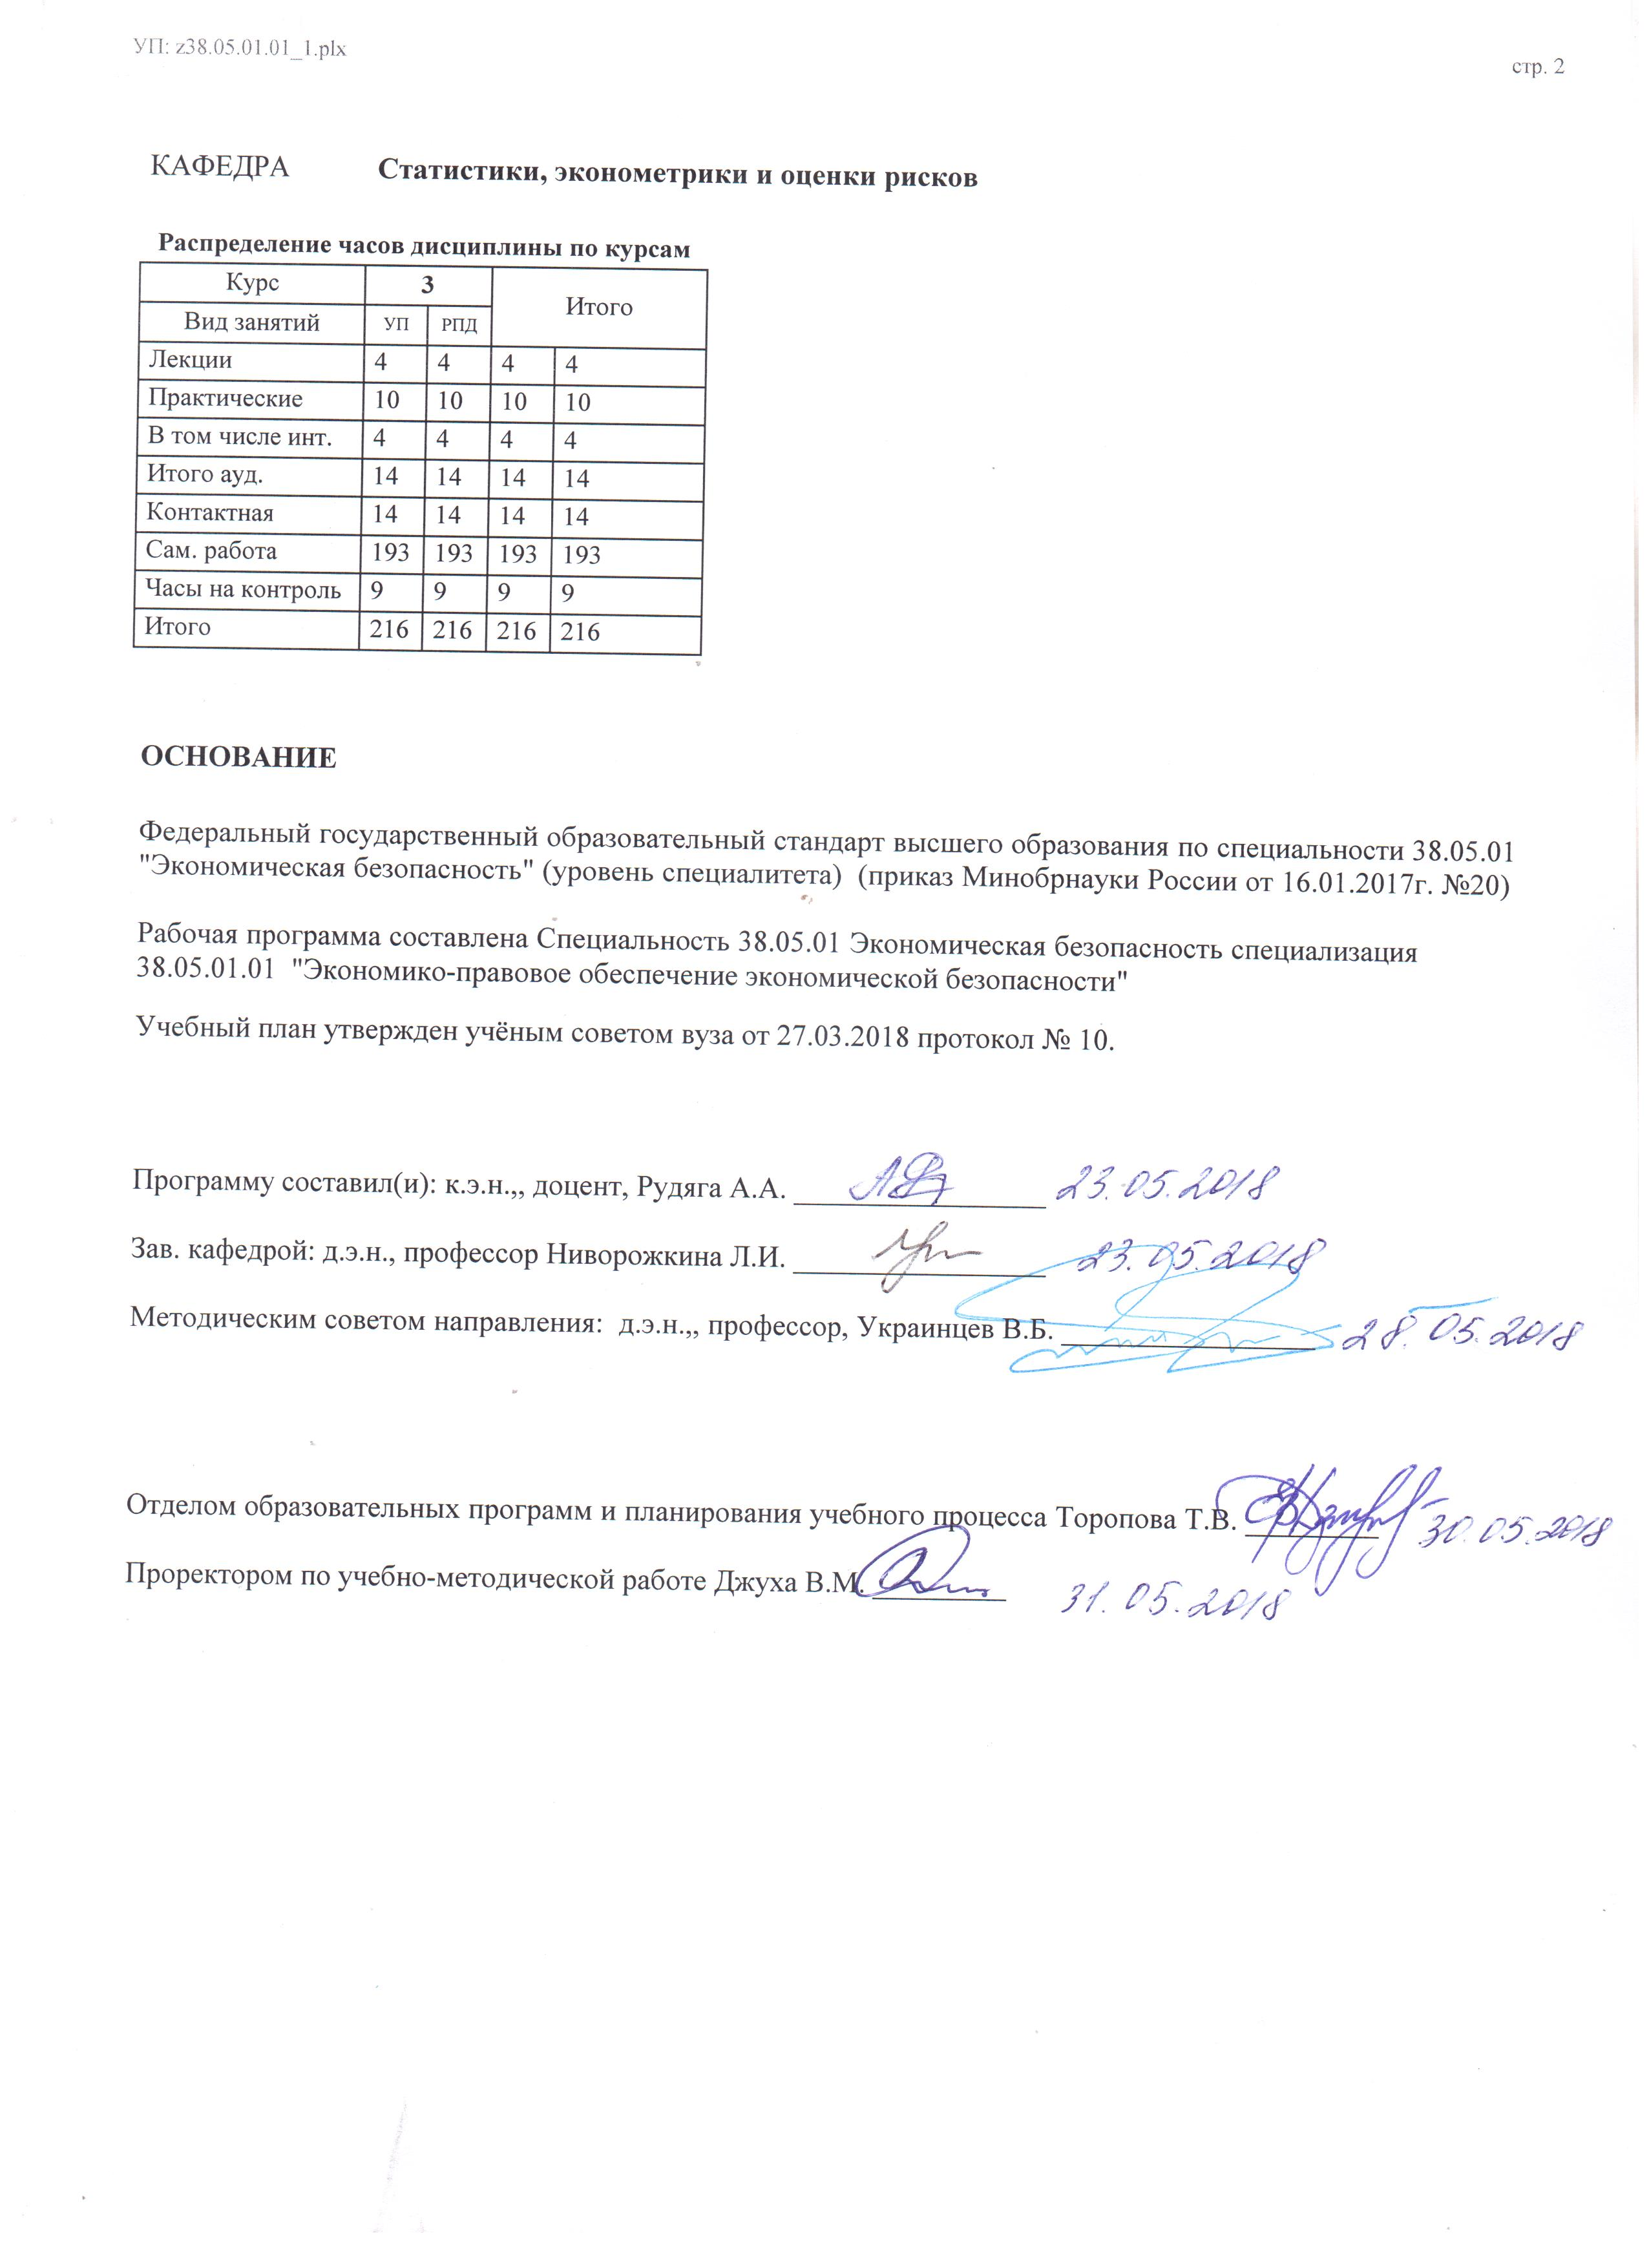 УП: z38.05.01.01_1.plx
стр. 2
КАФЕДРА Статистики, эконометрики и оценки рисков
Распределение часов дисциплины по курсам
Курс 3 Итого
Вид занятий УП РПД
Лекции 4 4 4 4
Практические 10 10 10 10
В том числе инт. 4 4 4 4
Итого ауд. 14 14 14 14
Контактная 14 14 14 14
Сам. работа 193 193 193 193
Часы на контроль 9 9 9 9
Итого 216 216 216 216
ОСНОВАНИЕ
Федеральный государственный образовательный стандарт высшего образования по специальности 38.05.01
"Экономическая безопасность" (уровень специалитета) (приказ Минобрнауки России от 16.01.2017г. №20)
Рабочая программа составлена Специальность 38.05.01 Экономическая безопасность специализация
38.05.01.01 "Экономико-правовое обеспечение экономической безопасности"
Учебный план утвержден учёным советом вуза от 27.03.2018 протокол № 10.
Программу составил(и): к.э.н.,, доцент, Рудяга А.А. 23.05.2018
Зав. кафедрой: д.э.н., профессор Ниворожкина Л.И. 23.05.2018
Методическим советом направления: д.э.н.,, профессор, Украинцев В.Б. 28.05.2018
Отделом образовательных программ и планирования учебного процесса Торопова Т.В. 30.05.2018
Проректором по учебно-методической работе Джуха В.М. 31.05.2018